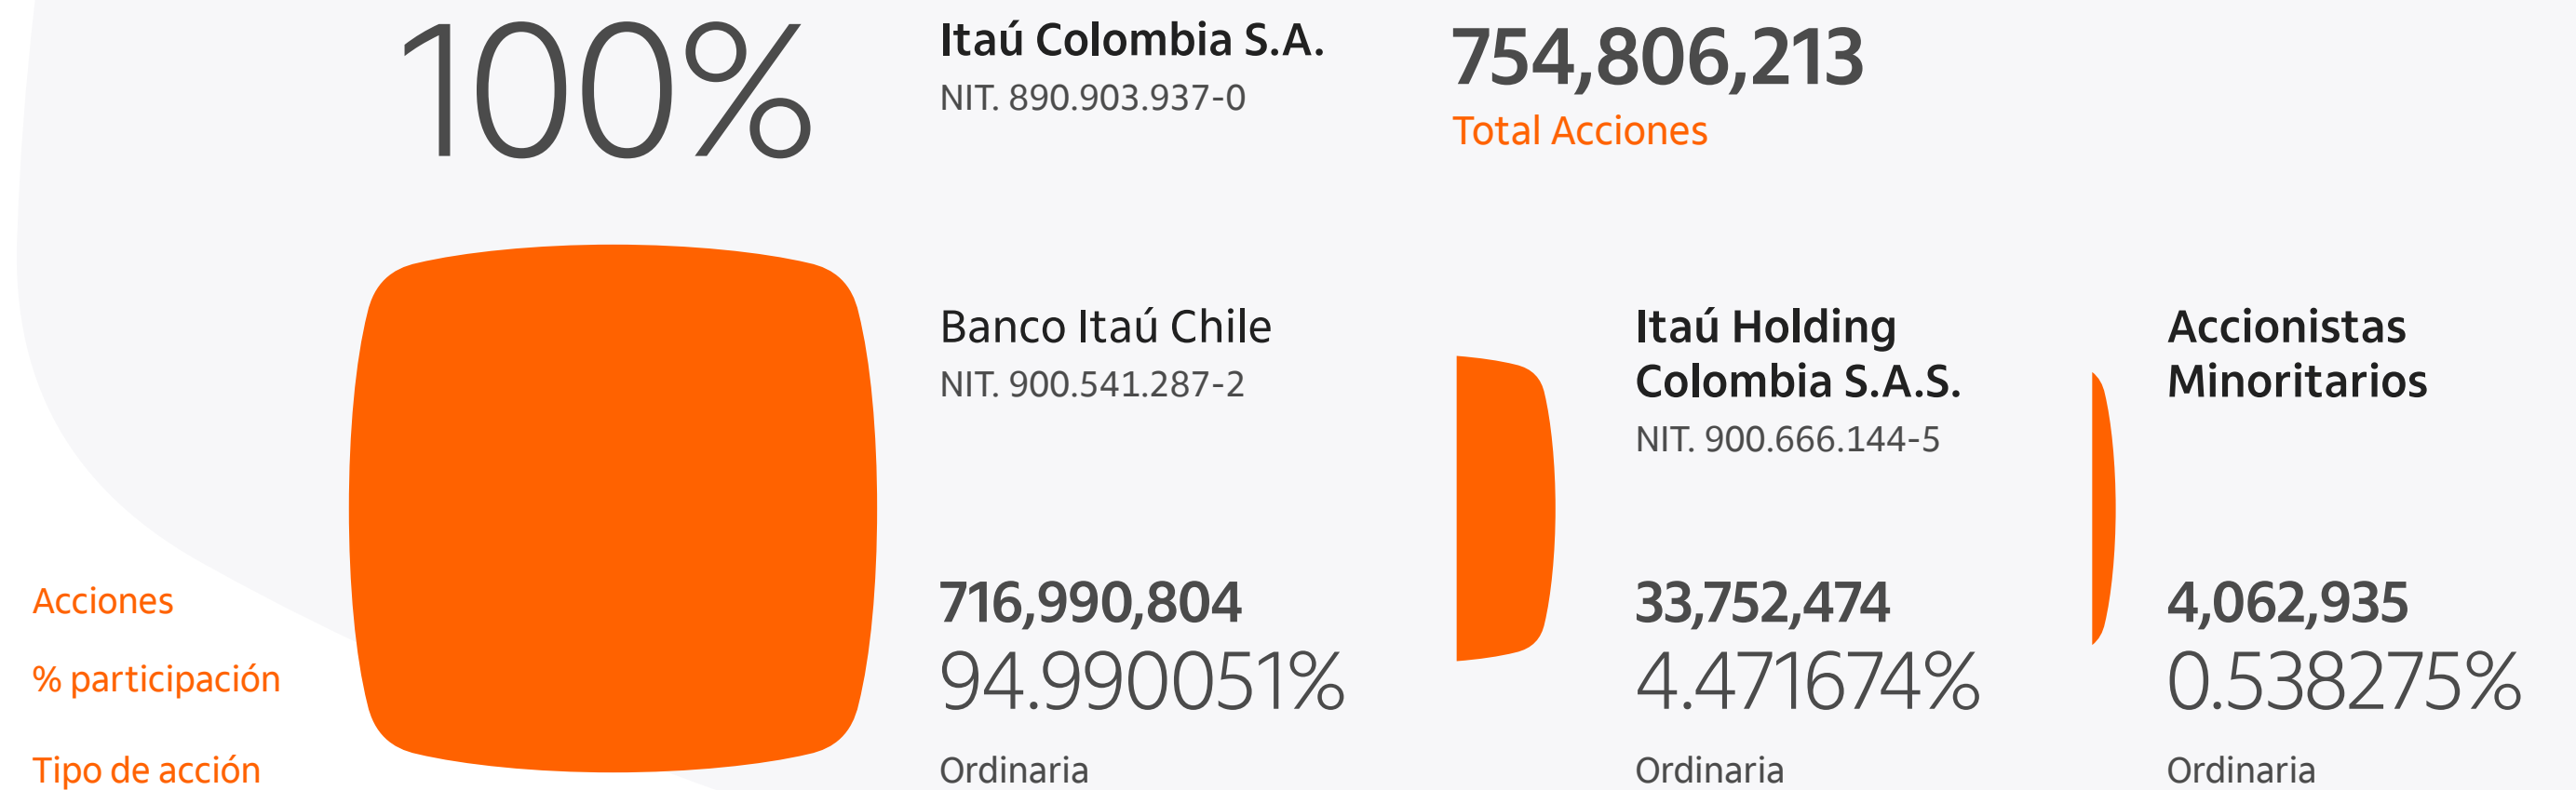 100%
Itaú Colombia S.A.
NIT. 890.903.937-0
754,806,213
Total Acciones
Banco Itaú Chile
NIT. 900.541.287-2
Itaú Holding
Colombia S.A.S.
NIT. 900.666.144-5
Accionistas
Minoritarios
Acciones
716,990,804
33,752,474
4,062,935
% participación
94.990051%
4.471674%
0.538275%
Tipo de acción
Ordinaria
Ordinaria
Ordinaria